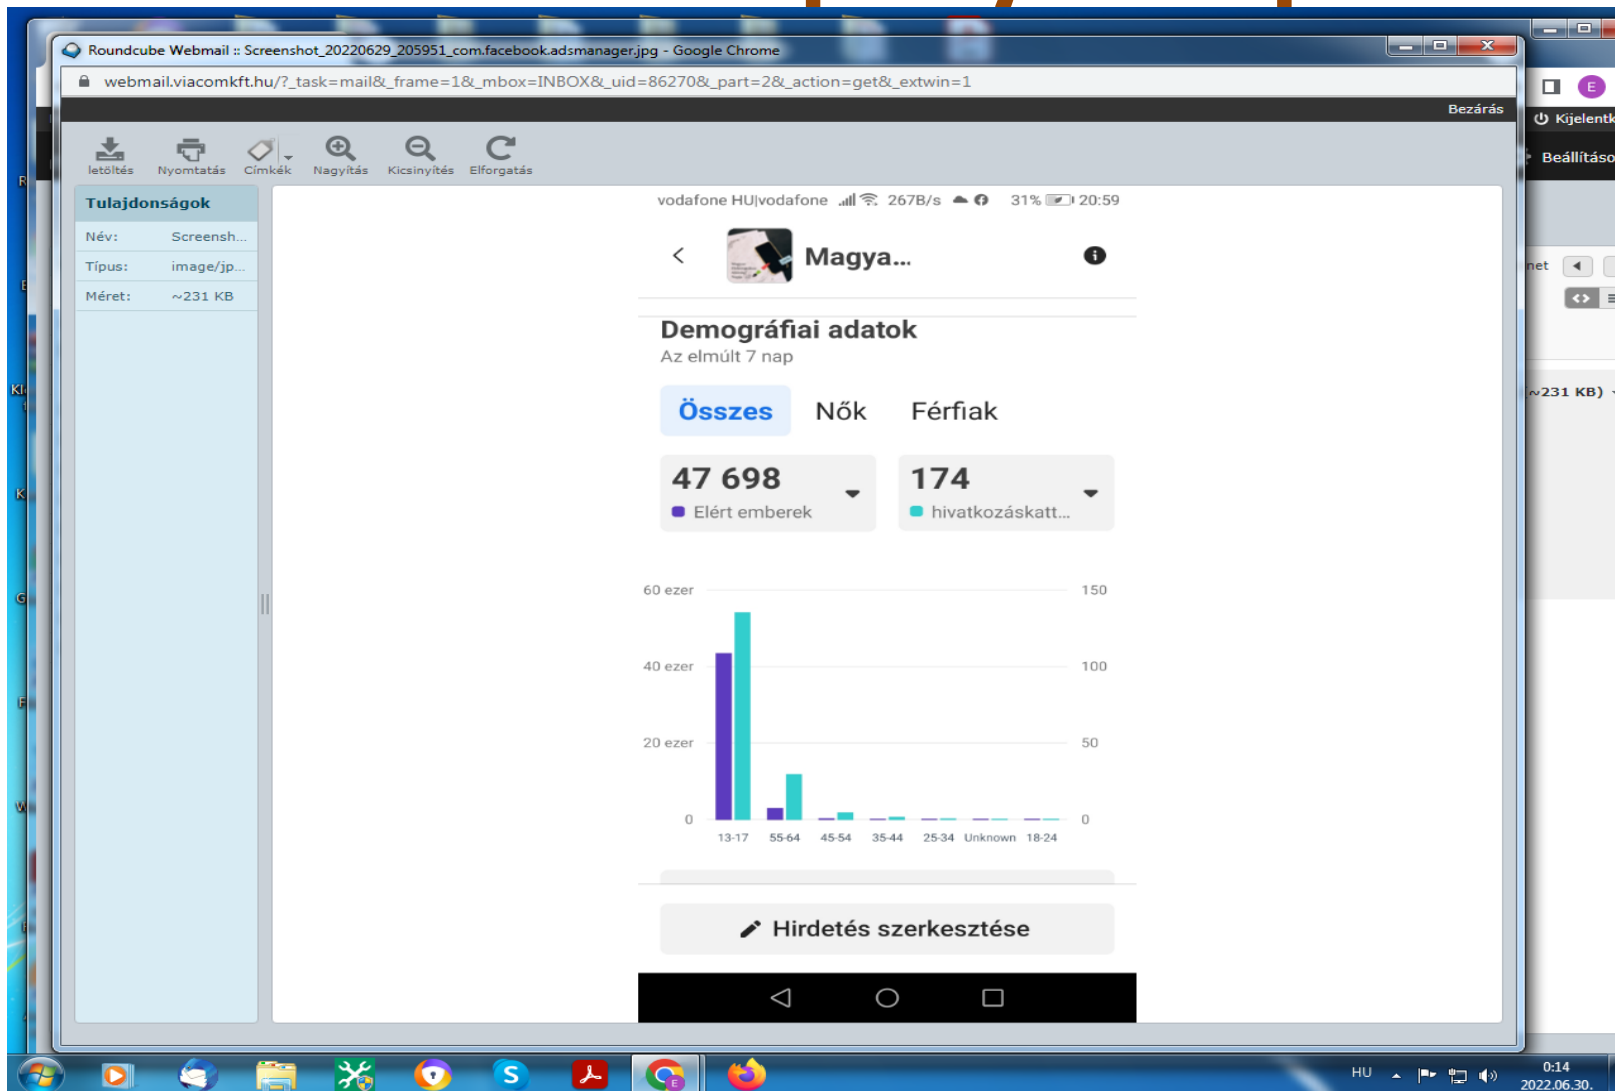 Roundcube Webmail :: Screenshot_20220629_205951_com.facebook.adsmanager.jpg - Google Chrome
webmail.viacomkft.hu/?_task=mail&_frame=1&_mbox=INBOX&_uid=86270&_part=2&_action=get&_extwin=1
E
Bezárás
Kijelentk
Beállításo
letöltés Nyomtatás Címkék Nagyítás Kicsinyítés Elforgatás
Tulajdonságok
Név: Screensh...
Típus: image/jp...
Méret: ~231 KB
vodafone HU|vodafone 267B/s 31% 20:59
Magya...
net
Demográfiai adatok
Az elmúlt 7 nap
~231 KB)
Összes Nők Férfiak
47 698 174
Elért emberek hivatkozáskatt...
60 ezer 150
40 ezer 100
20 ezer 50
0 0
13-17 55-64 45-54 35-44 25-34 Unknown 18-24
Hirdetés szerkesztése
HU 0:14
2022.06.30.